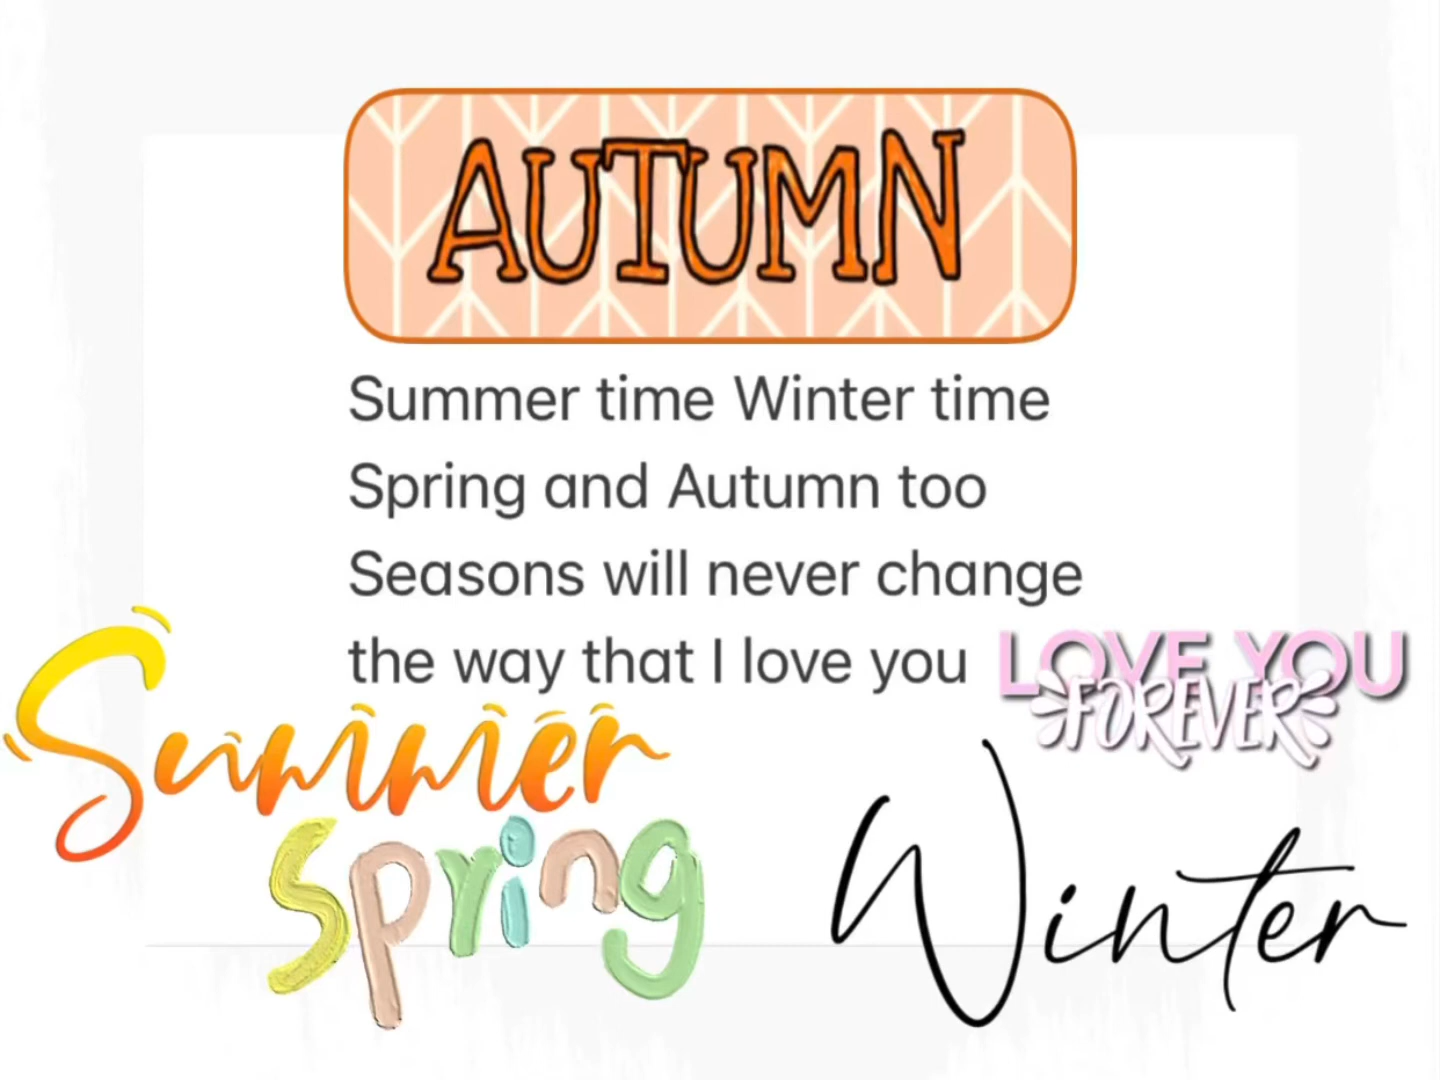 AUTUMN
Summer time Winter time
Spring and Autumn too
Seasons will never change
the way that I love you
LOVE YOU
FOREVER
Summer
Spring
Winter